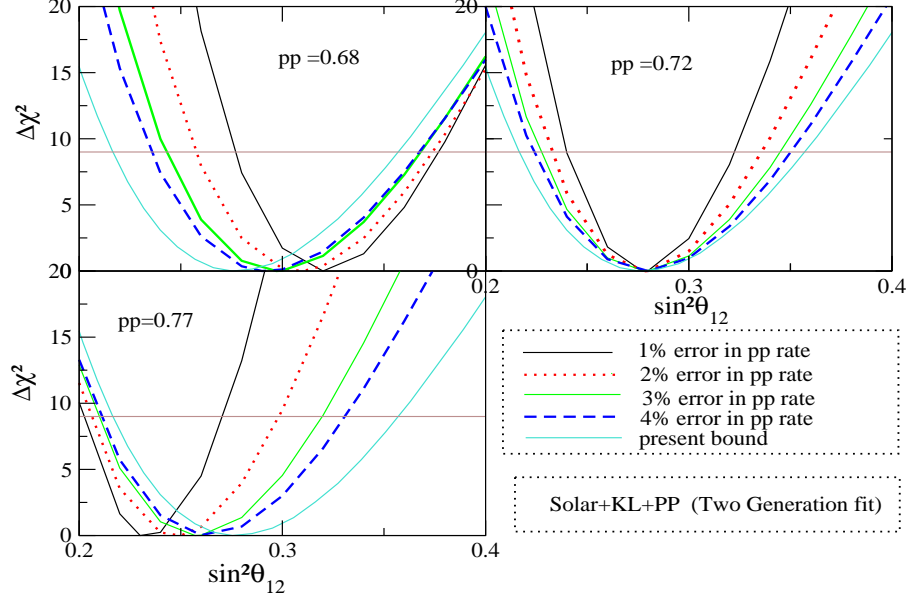 20
15
10
5
20
15
10
5
0
Δχ²
Δχ²
pp =0.68
pp =0.72
pp=0.77
20
15
10
5
0
0.2
0.3
0.4
sin²θ12
0.2
0.3
0.4
sin²θ12
1% error in pp rate
2% error in pp rate
3% error in pp rate
4% error in pp rate
present bound
Solar+KL+PP (Two Generation fit)